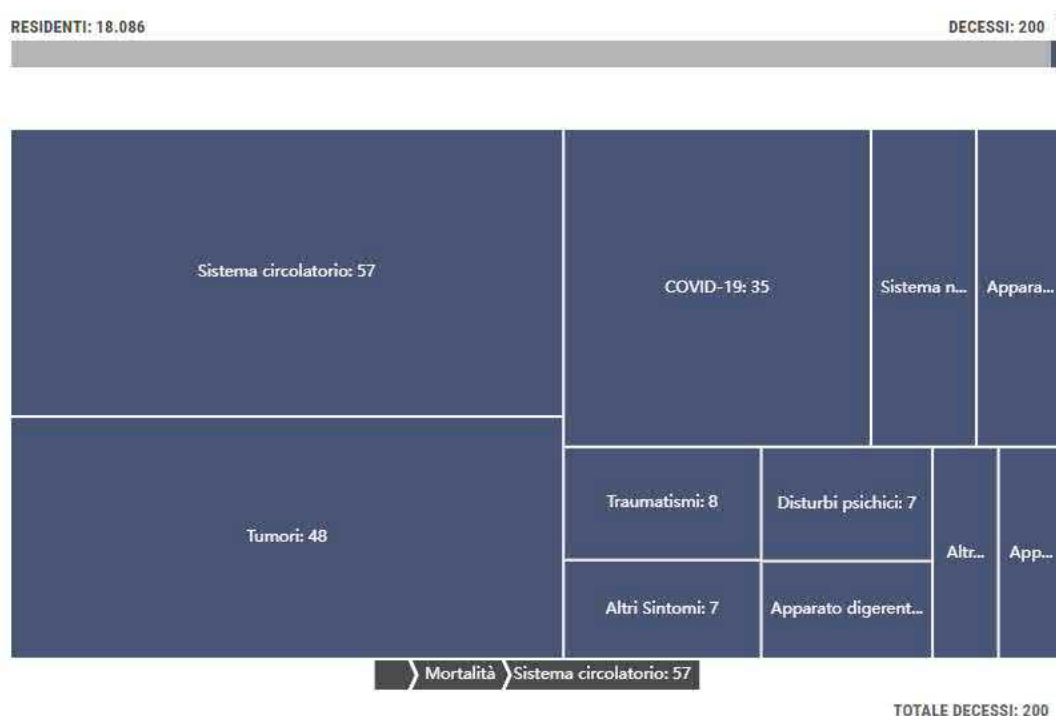 RESIDENTI: 18.086
DECESSI: 200
Sistema circolatorio: 57
COVID-19: 35
Sistema n...
Appara...
Tumori: 48
Traumatismi: 8
Disturbi psichici: 7
Altri Sintomi: 7
Apparato digerent...
Altr...
App...
Mortalità
Sistema circolatorio: 57
TOTALE DECESSI: 200